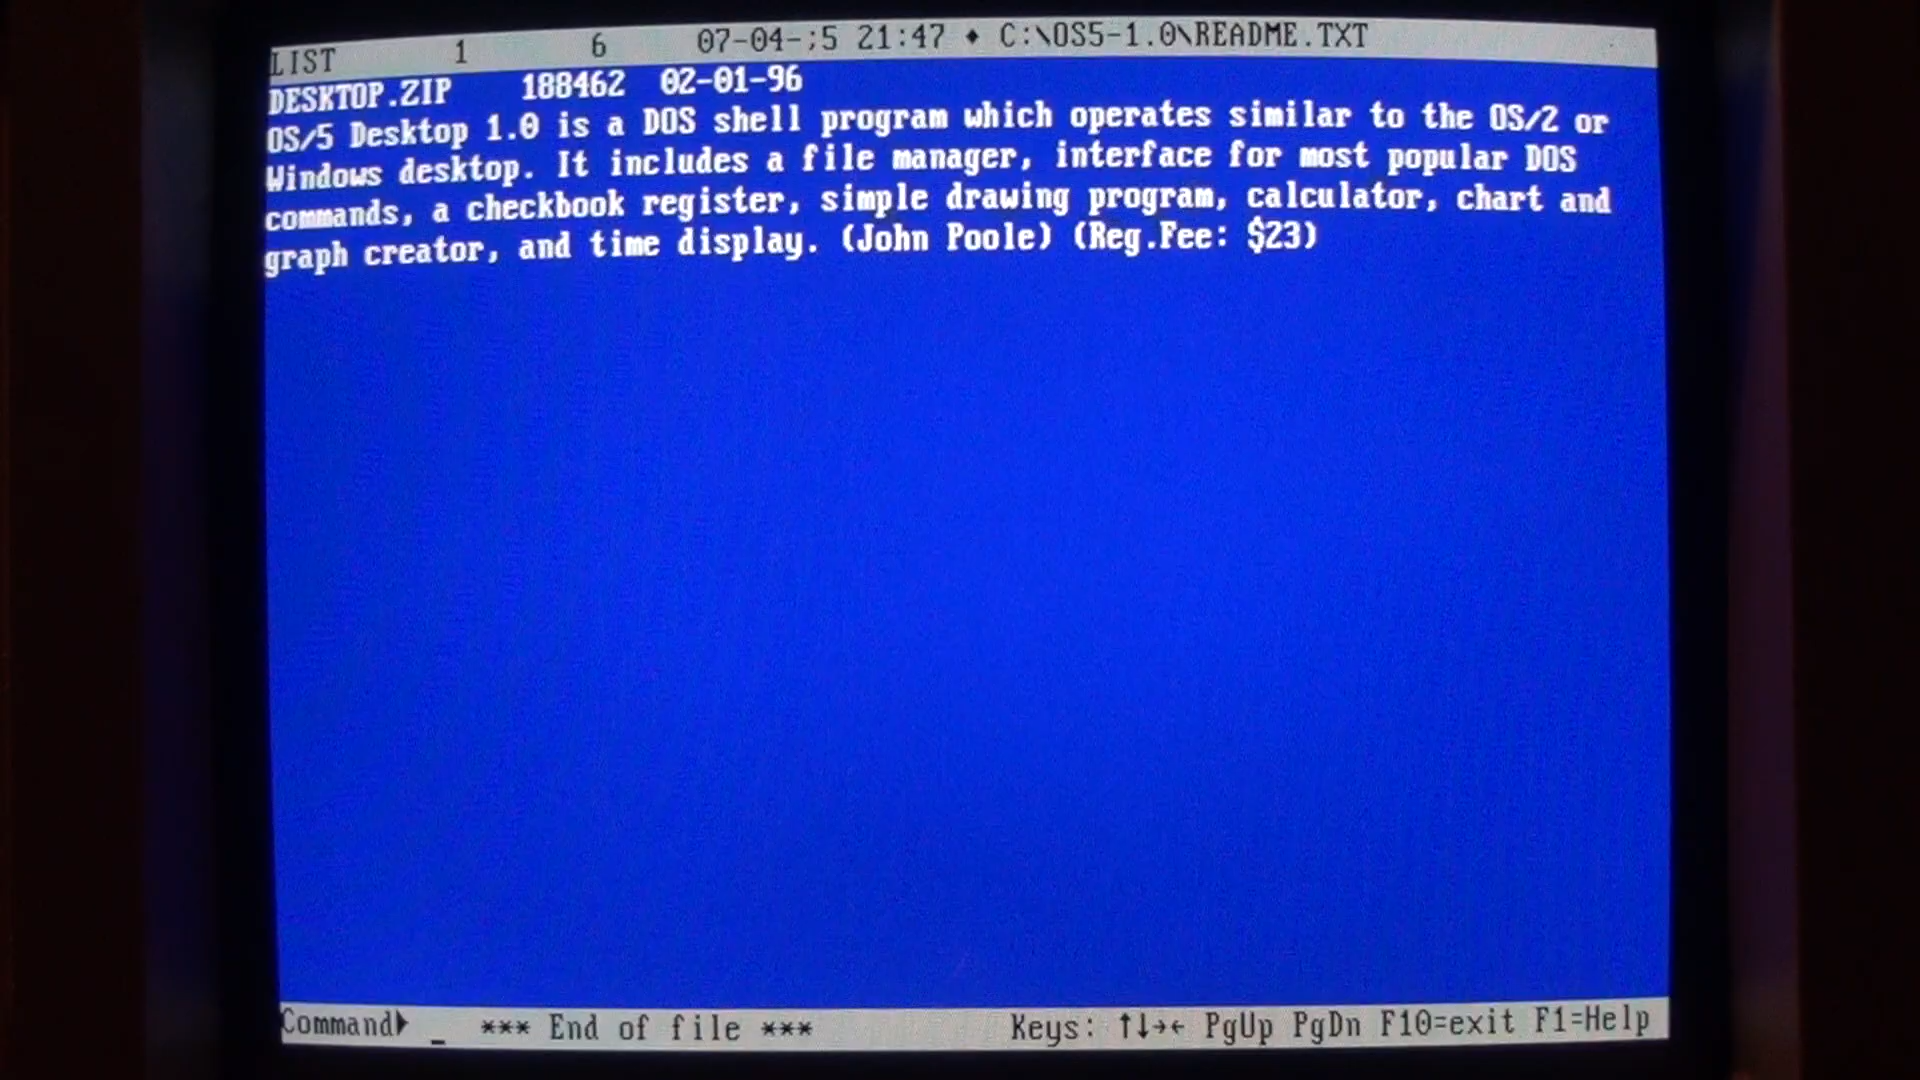 LIST 1 6 07-04-;5 21:47 ♦ C:\OS5-1.0\README.TXT
DESKTOP.ZIP 188462 02-01-96
OS/5 Desktop 1.0 is a DOS shell program which operates similar to the OS/2 or
Windows desktop. It includes a file manager, interface for most popular DOS
commands, a checkbook register, simple drawing program, calculator, chart and
graph creator, and time display. (John Poole) (Reg.Fee: $23)
Command▶ _ *** End of file *** Keys: ↑↓→← PgUp PgDn F10=exit F1=Help